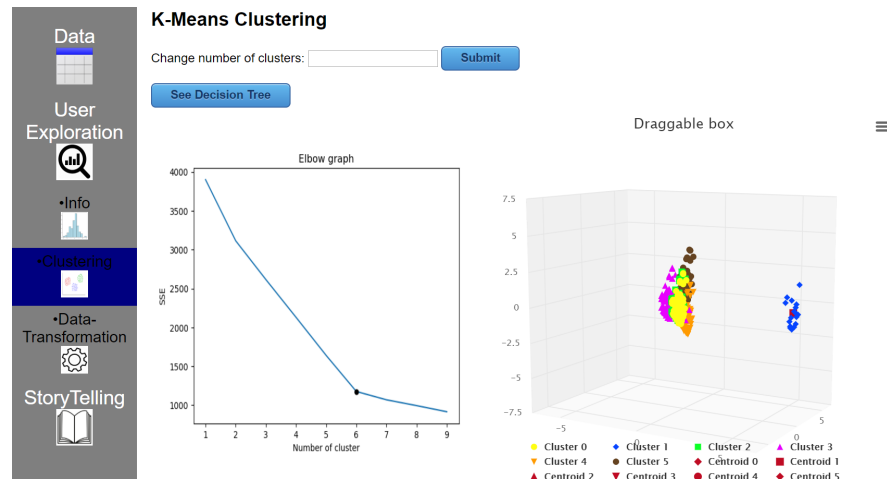 Data
User
Exploration
•Info
•Clustering
•Data-
Transformation
StoryTelling
K-Means Clustering
Change number of clusters:
Submit
See Decision Tree
Elbow graph
4000
3500
3000
2500
2000
1500
1000
SSE
1 2 3 4 5 6 7 8 9
Number of cluster
Draggable box
7.5
5
2.5
0
−2.5
−5
−7.5
−5
0
5
0
5
Cluster 0 Cluster 1 Cluster 2 Cluster 3
Cluster 4 Cluster 5 Centroid 0 Centroid 1
Centroid 2 Centroid 3 Centroid 4 Centroid 5